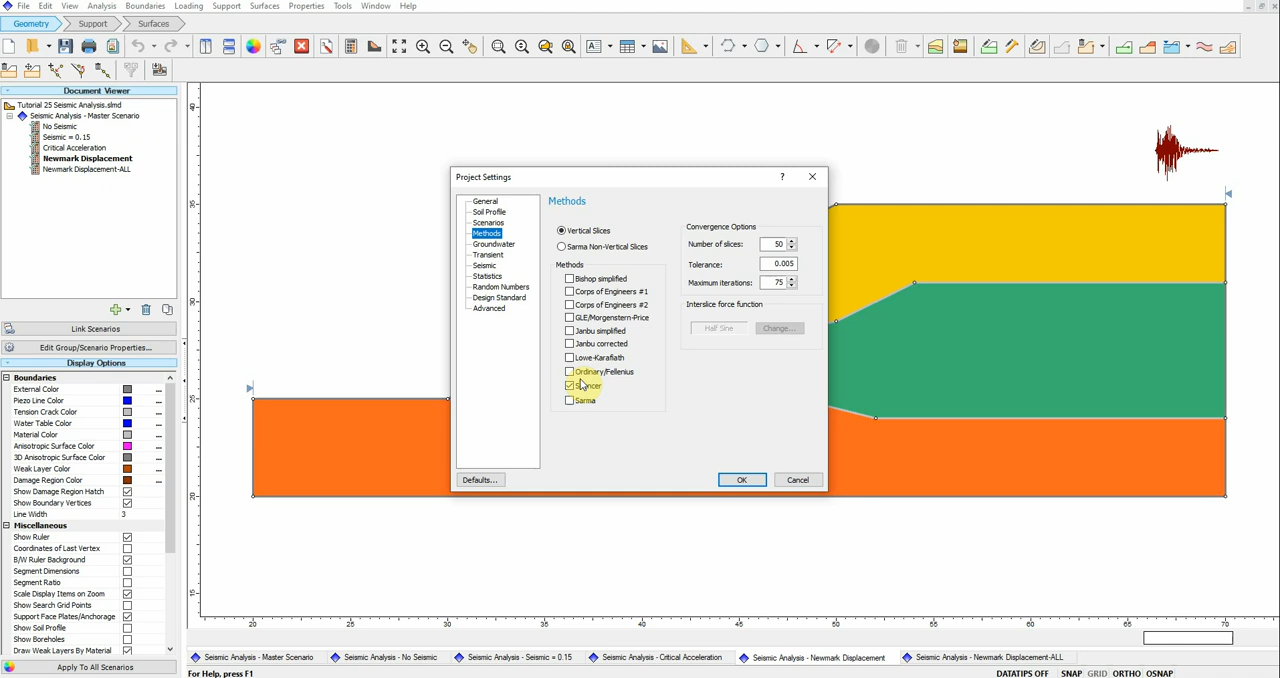 File Edit View Analysis Boundaries Loading Support Surfaces Properties Tools Window Help
Geometry Support Surfaces
Document Viewer
Tutorial 25 Seismic Analysis.slmd
Seismic Analysis - Master Scenario
No Seismic
Seismic = 0.15
Critical Acceleration
Newmark Displacement
Newmark Displacement-ALL
Link Scenarios
Edit Group/Scenario Properties...
Display Options
Boundaries
External Color ...
Piezo Line Color ...
Tension Crack Color ...
Water Table Color ...
Material Color ...
Anisotropic Surface Color ...
3D Anisotropic Surface Color ...
Weak Layer Color ...
Damage Region Color ...
Show Damage Region Hatch
Show Boundary Vertices
Line Width 3
Miscellaneous
Show Ruler
Coordinates of Last Vertex
B/W Ruler Background
Segment Dimensions
Segment Ratio
Scale Display Items on Zoom
Show Search Grid Points
Support Face Plates/Anchorage
Show Soil Profile
Show Boreholes
Draw Weak Layers By Material
Apply To All Scenarios
40
35
30
25
20
15
20 25 30 35 40 45 50 55 60 65 70
Project Settings ?
General
Soil Profile
Scenarios
Methods
Groundwater
Transient
Seismic
Statistics
Random Numbers
Design Standard
Advanced
Methods
Vertical Slices
Sarma Non-Vertical Slices
Methods
Bishop simplified
Corps of Engineers #1
Corps of Engineers #2
GLE/Morgenstern-Price
Janbu simplified
Janbu corrected
Lowe-Karafiath
Ordinary/Fellenius
Spencer
Sarma
Convergence Options
Number of slices: 50
Tolerance: 0.005
Maximum iterations: 75
Interslice force function
Half Sine Change...
Defaults... OK Cancel
Seismic Analysis - Master Scenario Seismic Analysis - No Seismic Seismic Analysis - Seismic = 0.15 Seismic Analysis - Critical Acceleration Seismic Analysis - Newmark Displacement Seismic Analysis - Newmark Displacement-ALL
For Help, press F1 DATATIPS OFF SNAP GRID ORTHO OSNAP